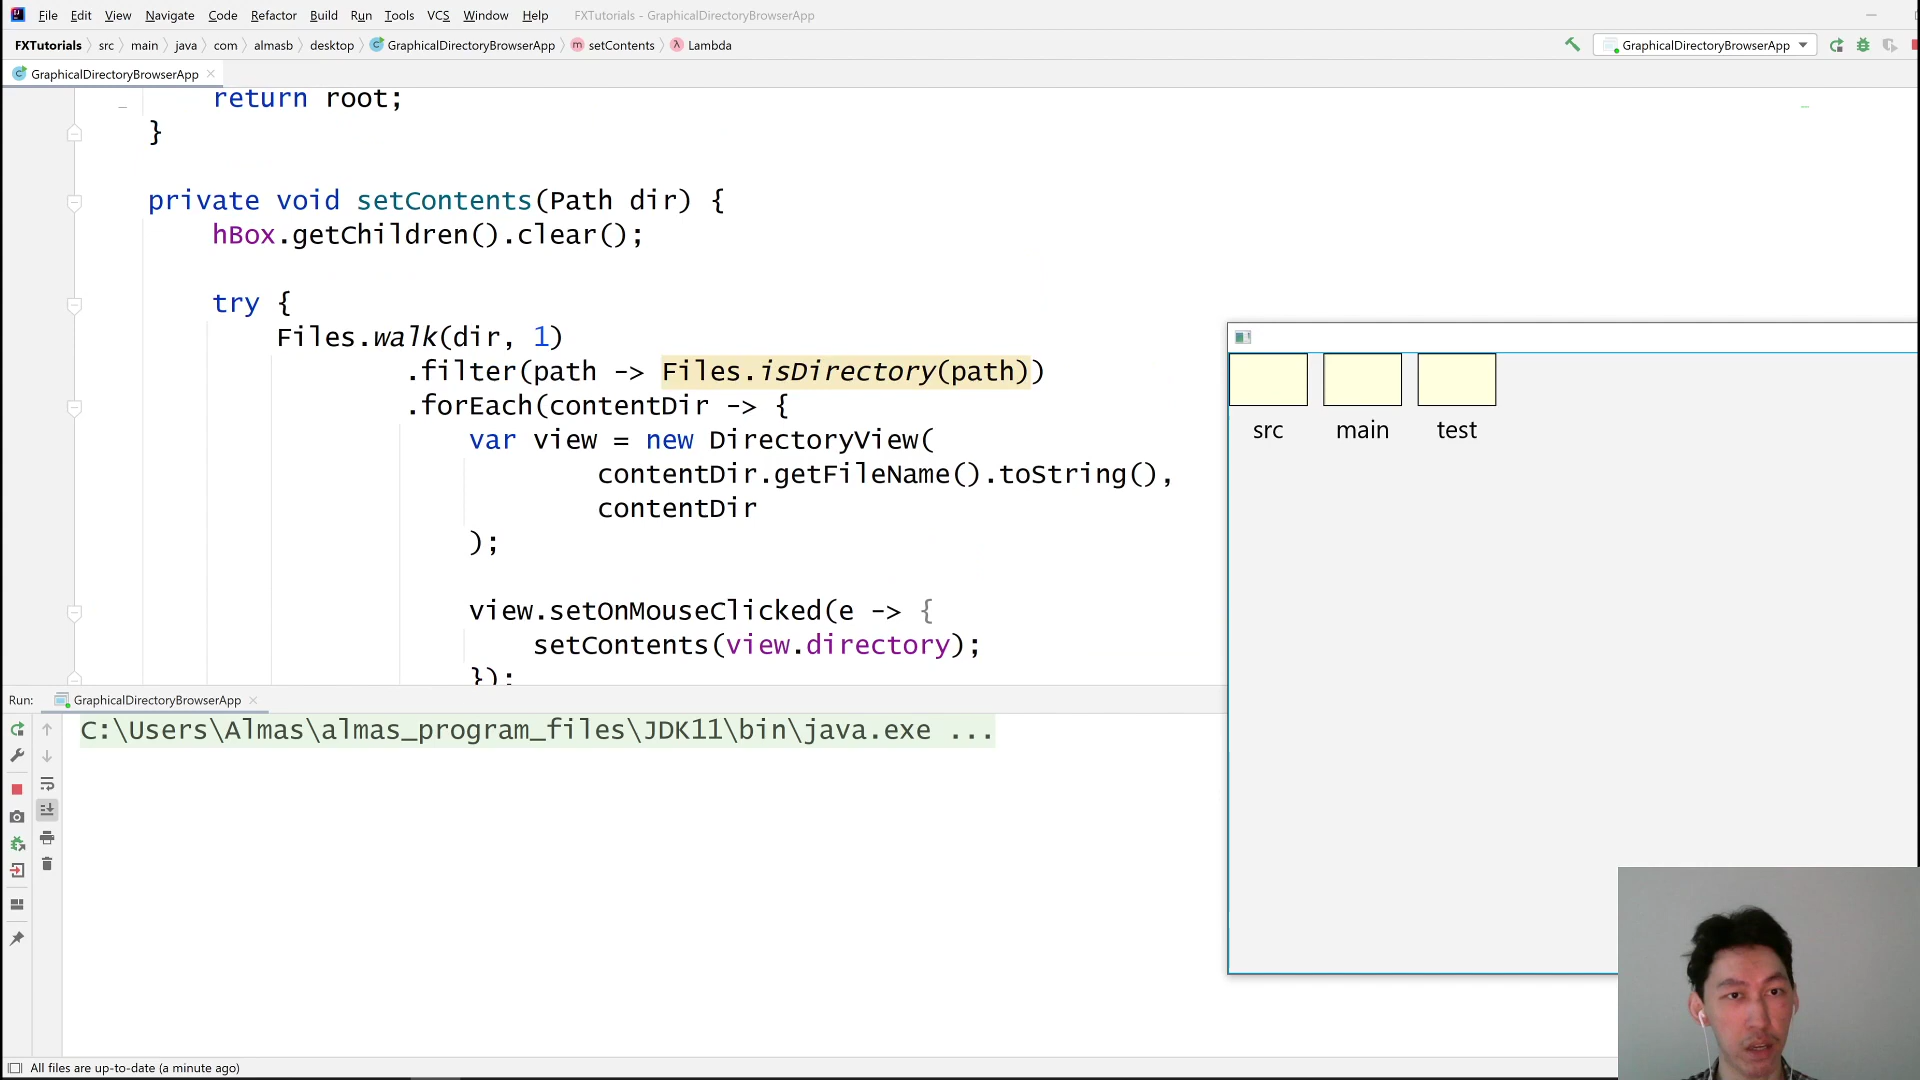 File Edit View Navigate Code Refactor Build Run Tools VCS Window Help FXTutorials - GraphicalDirectoryBrowserApp
FXTutorials src main java com almasb desktop GraphicalDirectoryBrowserApp setContents Lambda GraphicalDirectoryBrowserApp
GraphicalDirectoryBrowserApp
return root;
}
private void setContents(Path dir) {
hBox.getChildren().clear();
try {
Files.walk(dir, 1)
.filter(path -> Files.isDirectory(path))
.forEach(contentDir -> {
var view = new DirectoryView(
contentDir.getFileName().toString(),
contentDir
);
view.setOnMouseClicked(e -> {
setContents(view.directory);
});
src main test
Run: GraphicalDirectoryBrowserApp
C:\Users\Almas\almas_program_files\JDK11\bin\java.exe ...
All files are up-to-date (a minute ago)